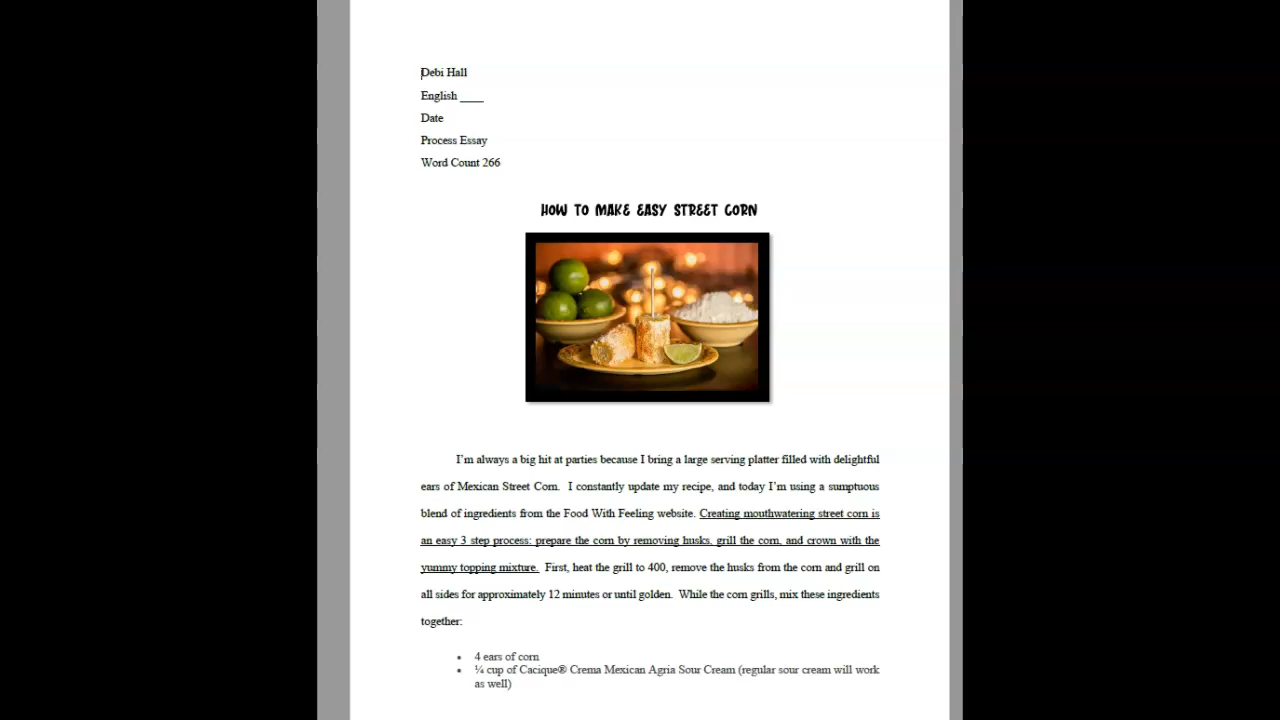 Debi Hall
English ____
Date
Process Essay
Word Count 266
HOW TO MAKE EASY STREET CORN
I'm always a big hit at parties because I bring a large serving platter filled with delightful
ears of Mexican Street Corn.  I constantly update my recipe, and today I'm using a sumptuous
blend of ingredients from the Food With Feeling website. Creating mouthwatering street corn is
an easy 3 step process: prepare the corn by removing husks, grill the corn, and crown with the
yummy topping mixture.  First, heat the grill to 400, remove the husks from the corn and grill on
all sides for approximately 12 minutes or until golden.  While the corn grills, mix these ingredients
together:
• 4 ears of corn
• ¼ cup of Cacique® Crema Mexican Agria Sour Cream (regular sour cream will work
as well)